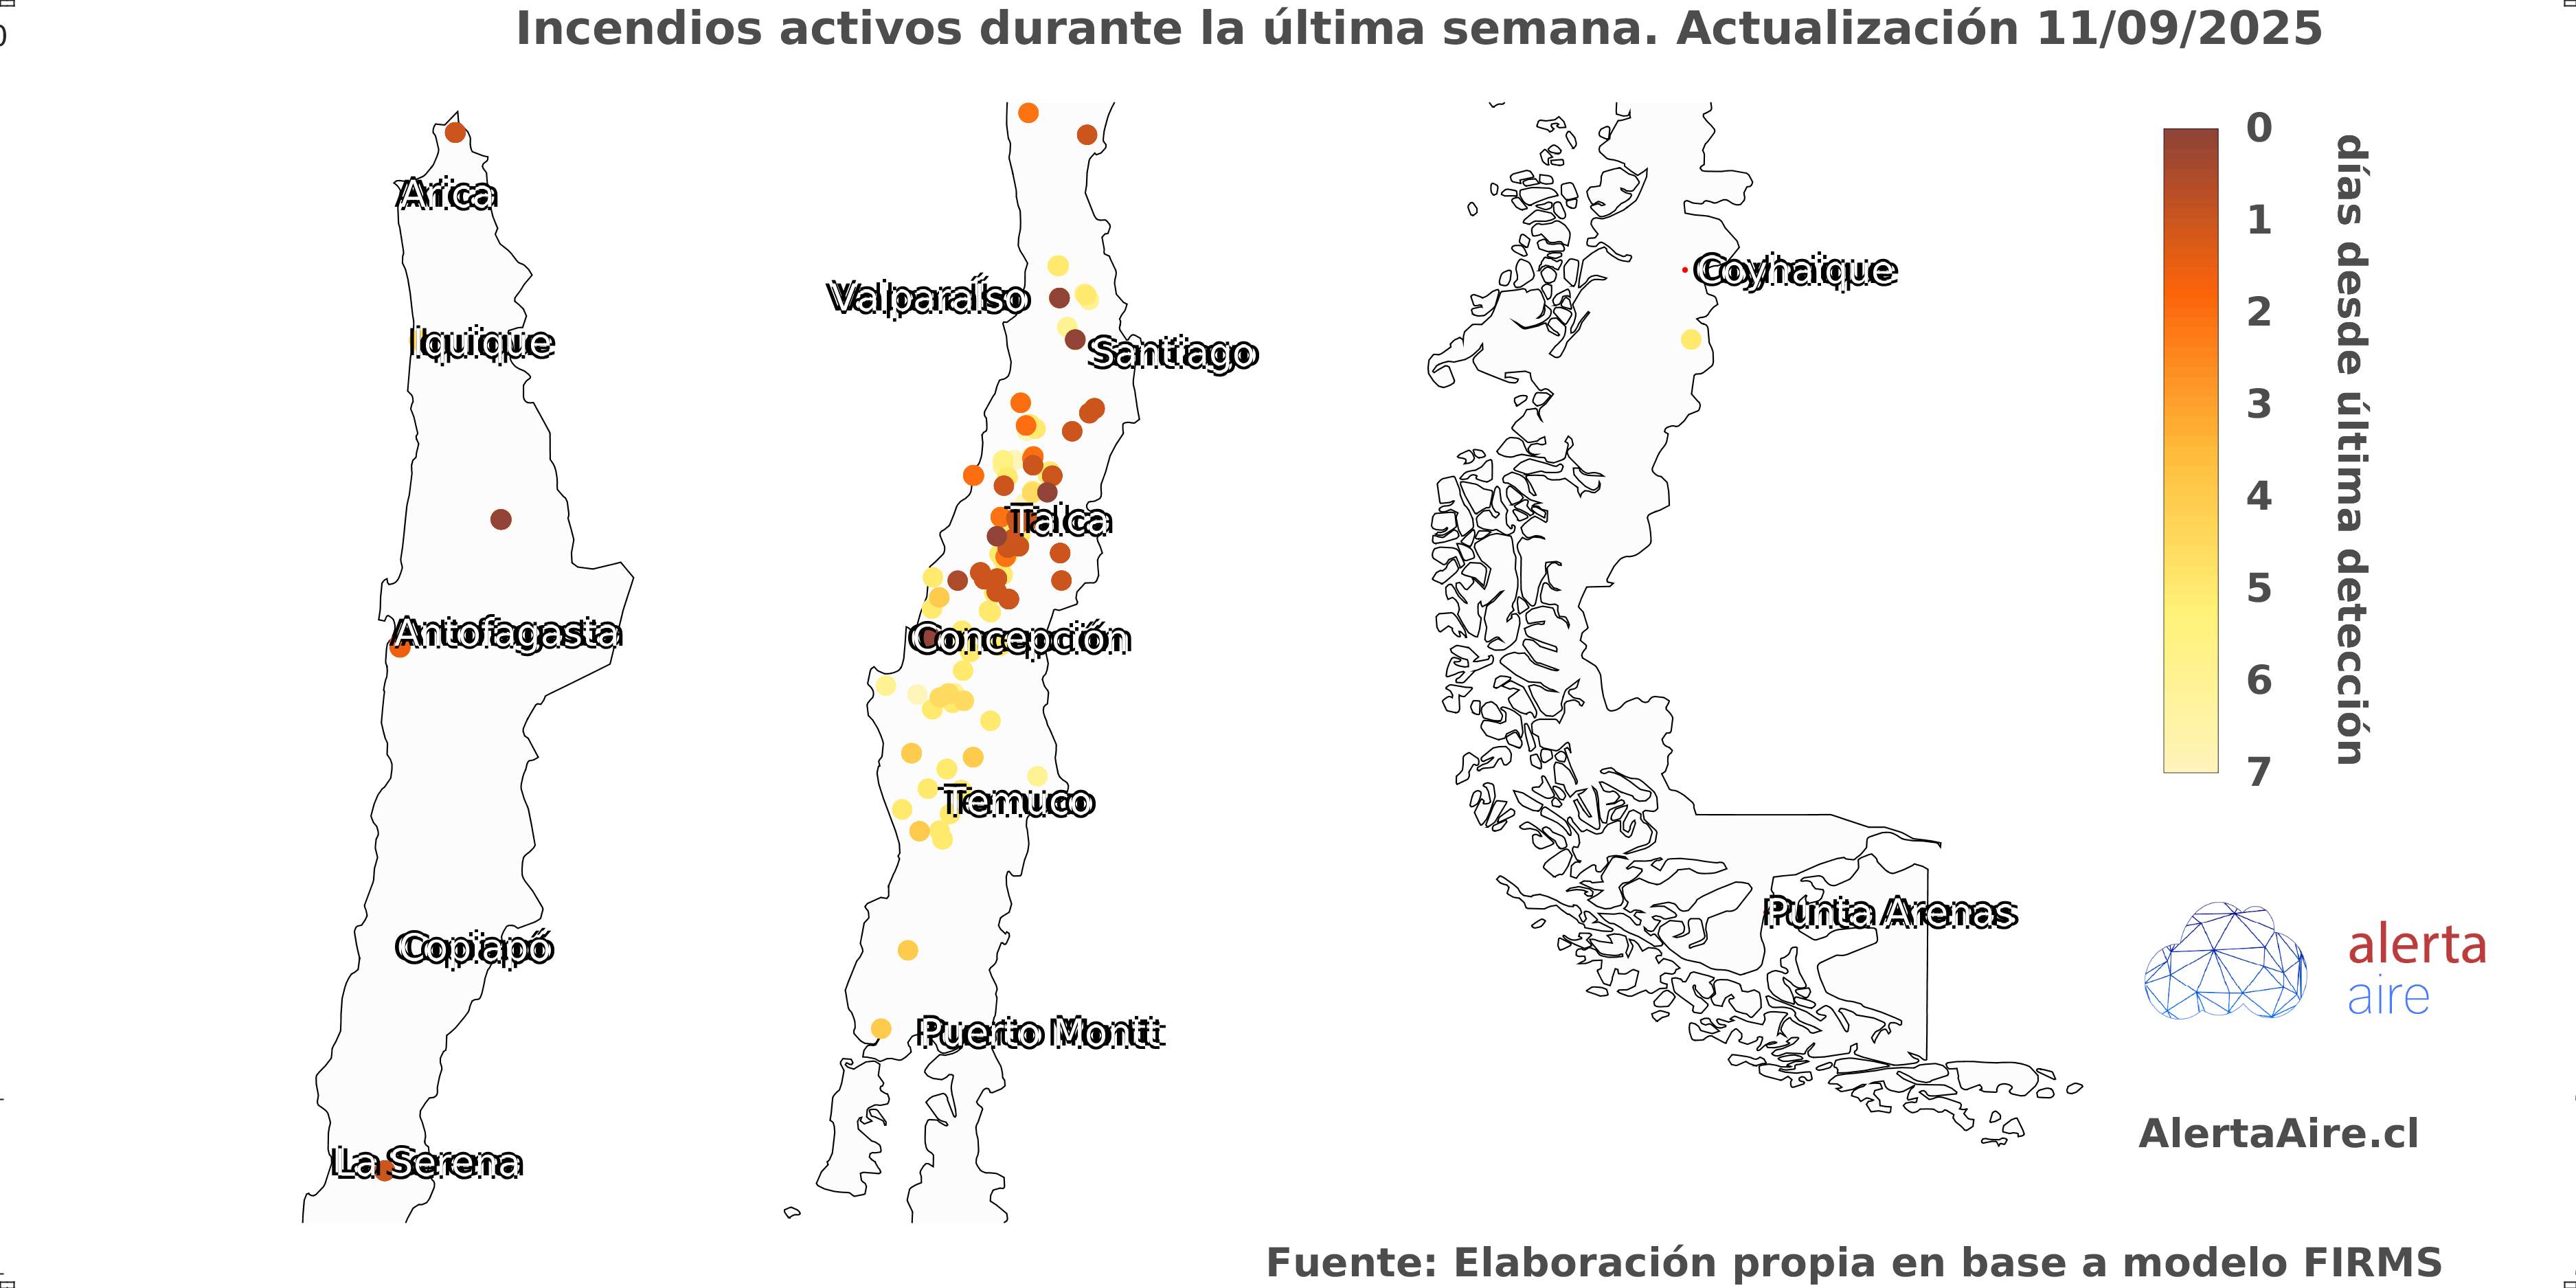 Incendios activos durante la última semana. Actualización 11/09/2025
Arica
Iquique
Antofagasta
Copiapó
La Serena
Valparaíso
Santiago
Talca
Concepción
Temuco
Puerto Montt
Coyhaique
Punta Arenas
0
1
2
3
4
5
6
7
días desde última detección
alerta
aire
AlertaAire.cl
Fuente: Elaboración propia en base a modelo FIRMS